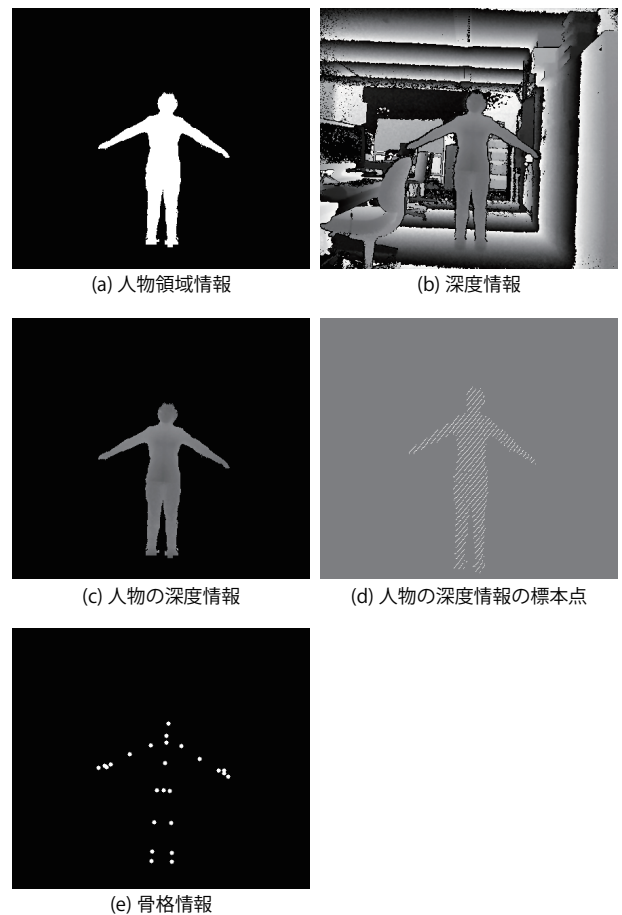 (a) 人物領域情報
(b) 深度情報
(c) 人物の深度情報
(d) 人物の深度情報の標本点
(e) 骨格情報